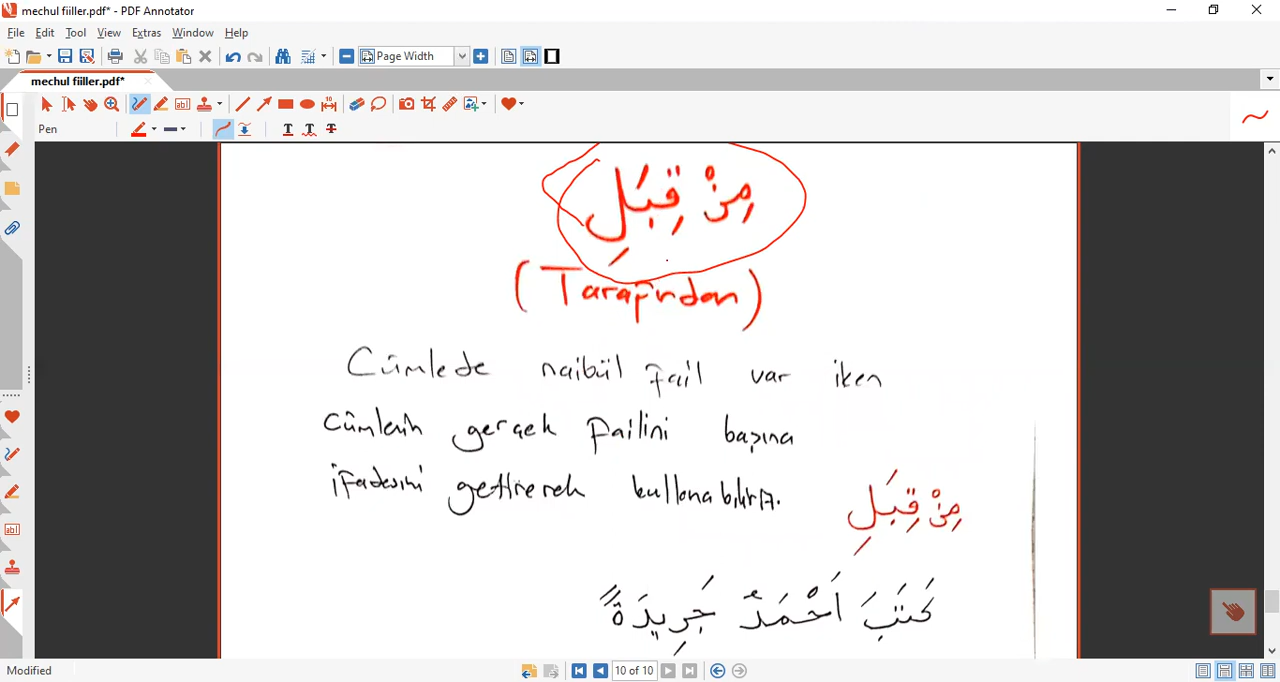 mechul fiiller.pdf* - PDF Annotator
File Edit Tool View Extras Window Help
Page Width
mechul fiiller.pdf*
Pen
مِنْ قِبَلِ
(Tarafından)
Cümlede naibül fail var iken
cümlenin gerçek failini başına
مِنْ قِبَلِ
ifadesini getirerek kullanabiliriz.
كَتَبَ اَحْمَدُ جَرِيدَةً
Modified
10 of 10